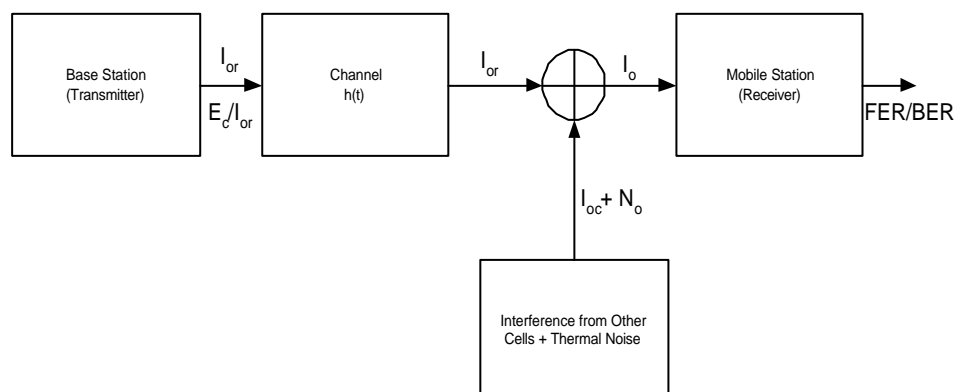 Base Station
(Transmitter)
I_or
E_c/I_or
Channel
h(t)
I_or
I_o
Mobile Station
(Receiver)
FER/BER
I_oc + N_o
Interference from Other
Cells + Thermal Noise